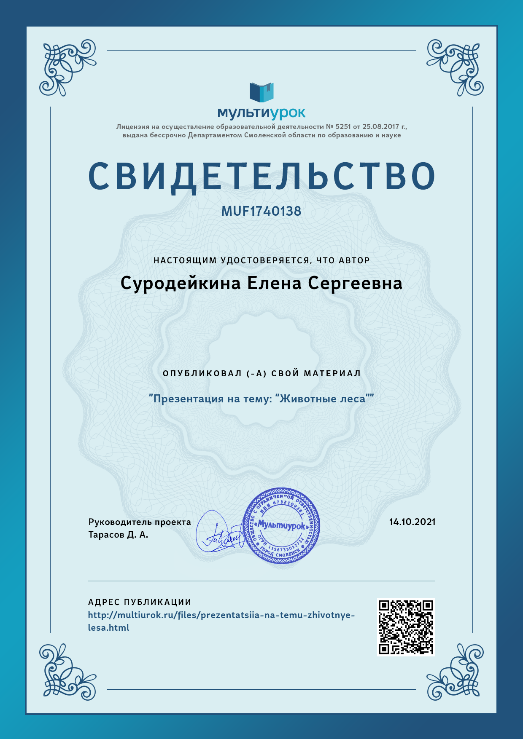 мультиурок
Лицензия на осуществление образовательной деятельности № 5251 от 25.08.2017 г.,
выдана бессрочно Департаментом Смоленской области по образованию и науке
СВИДЕТЕЛЬСТВО
MUF1740138
НАСТОЯЩИМ УДОСТОВЕРЯЕТСЯ, ЧТО АВТОР
Суродейкина Елена Сергеевна
ОПУБЛИКОВАЛ (-А) СВОЙ МАТЕРИАЛ
"Презентация на тему: "Животные леса""
Руководитель проекта
Тарасов Д. А.
«Мультиурок»
14.10.2021
АДРЕС ПУБЛИКАЦИИ
http://multiurok.ru/files/prezentatsiia-na-temu-zhivotnye-
lesa.html